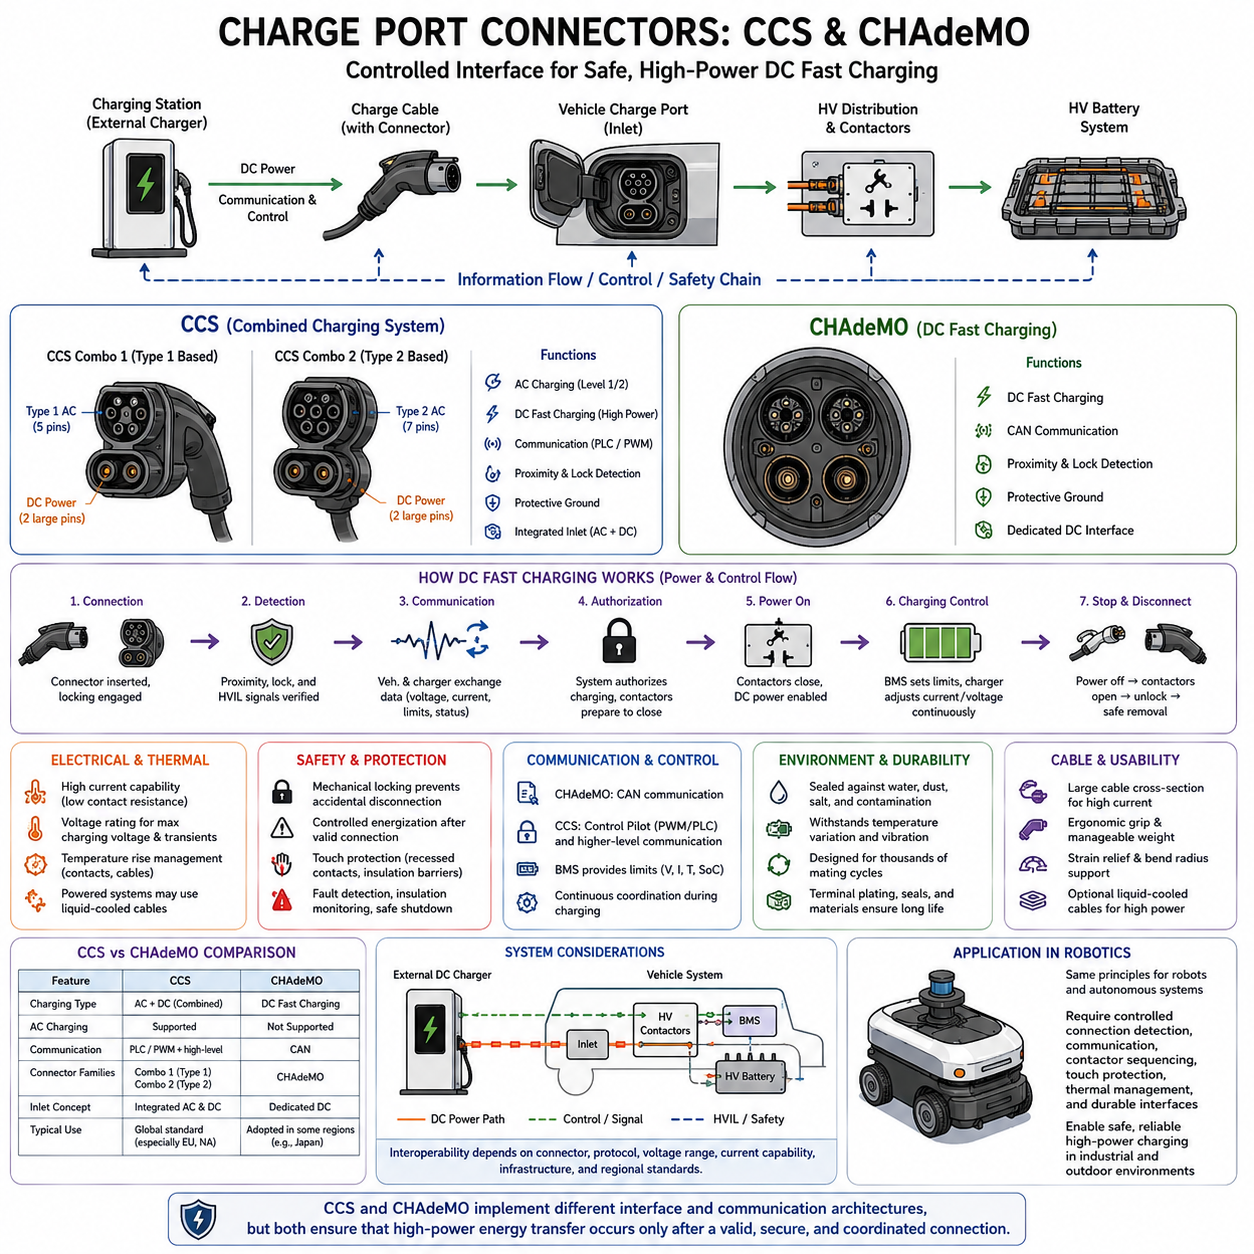 CHARGE PORT CONNECTORS: CCS & CHAdeMO
Controlled Interface for Safe, High-Power DC Fast Charging
Charging Station
(External Charger)
Charge Cable
(with Connector)
Vehicle Charge Port
(Inlet)
HV Distribution
& Contactors
HV Battery
System
DC Power
Communication &
Control
Information Flow / Control / Safety Chain
CCS (Combined Charging System)
CCS Combo 1 (Type 1 Based)
Type 1 AC
(5 pins)
DC Power
(2 large pins)
CCS Combo 2 (Type 2 Based)
Type 2 AC
(7 pins)
DC Power
(2 large pins)
Functions
AC Charging (Level 1/2)
DC Fast Charging (High Power)
Communication (PLC / PWM)
Proximity & Lock Detection
Protective Ground
Integrated Inlet (AC + DC)
CHAdeMO (DC Fast Charging)
Functions
DC Fast Charging
CAN Communication
Proximity & Lock Detection
Protective Ground
Dedicated DC Interface
HOW DC FAST CHARGING WORKS (Power & Control Flow)
1. Connection
Connector inserted,
locking engaged
2. Detection
Proximity, lock, and
HVIL signals verified
3. Communication
Veh. & charger exchange
data (voltage, current,
limits, status)
4. Authorization
System authorizes
charging, contactors
prepare to close
5. Power On
Contactors close,
DC power enabled
6. Charging Control
BMS sets limits, charger
adjusts current/voltage
continuously
7. Stop & Disconnect
Power off → contactors
open → unlock →
safe removal
ELECTRICAL & THERMAL
High current capability
(low contact resistance)
Voltage rating for max
charging voltage & transients
Temperature rise management
(contacts, cables)
Powered systems may use
liquid-cooled cables
SAFETY & PROTECTION
Mechanical locking prevents
accidental disconnection
Controlled energization after
valid connection
Touch protection (recessed
contacts, insulation barriers)
Fault detection, insulation
monitoring, safe shutdown
COMMUNICATION & CONTROL
CHAdeMO: CAN communication
CCS: Control Pilot (PWM/PLC)
and higher-level communication
BMS provides limits (V, I, T, SoC)
Continuous coordination during
charging
ENVIRONMENT & DURABILITY
Sealed against water, dust,
salt, and contamination
Withstands temperature
variation and vibration
Designed for thousands of
mating cycles
Terminal plating, seals, and
materials ensure long life
CABLE & USABILITY
Large cable cross-section
for high current
Ergonomic grip &
manageable weight
Strain relief & bend radius
support
Optional liquid-cooled
cables for high power
CCS vs CHAdeMO COMPARISON
Feature CCS CHAdeMO
Charging Type AC + DC (Combined) DC Fast Charging
AC Charging Supported Not Supported
Communication PLC / PWM + high-level CAN
Connector Families Combo 1 (Type 1) CHAdeMO
Combo 2 (Type 2)
Inlet Concept Integrated AC & DC Dedicated DC
Typical Use Global standard Adopted in some regions
(especially EU, NA) (e.g., Japan)
SYSTEM CONSIDERATIONS
External DC Charger
Vehicle System
Inlet
HV
Contactors
BMS
HV Battery
DC Power Path
Control / Signal
HVIL / Safety
Interoperability depends on connector, protocol, voltage range, current capability,
infrastructure, and regional standards.
APPLICATION IN ROBOTICS
Same principles for robots
and autonomous systems
Require controlled
connection detection,
communication,
contactor sequencing,
touch protection,
thermal management,
and durable interfaces
Enable safe, reliable
high-power charging
in industrial and
outdoor environments
CCS and CHAdeMO implement different interface and communication architectures,
but both ensure that high-power energy transfer occurs only after a valid, secure, and coordinated connection.